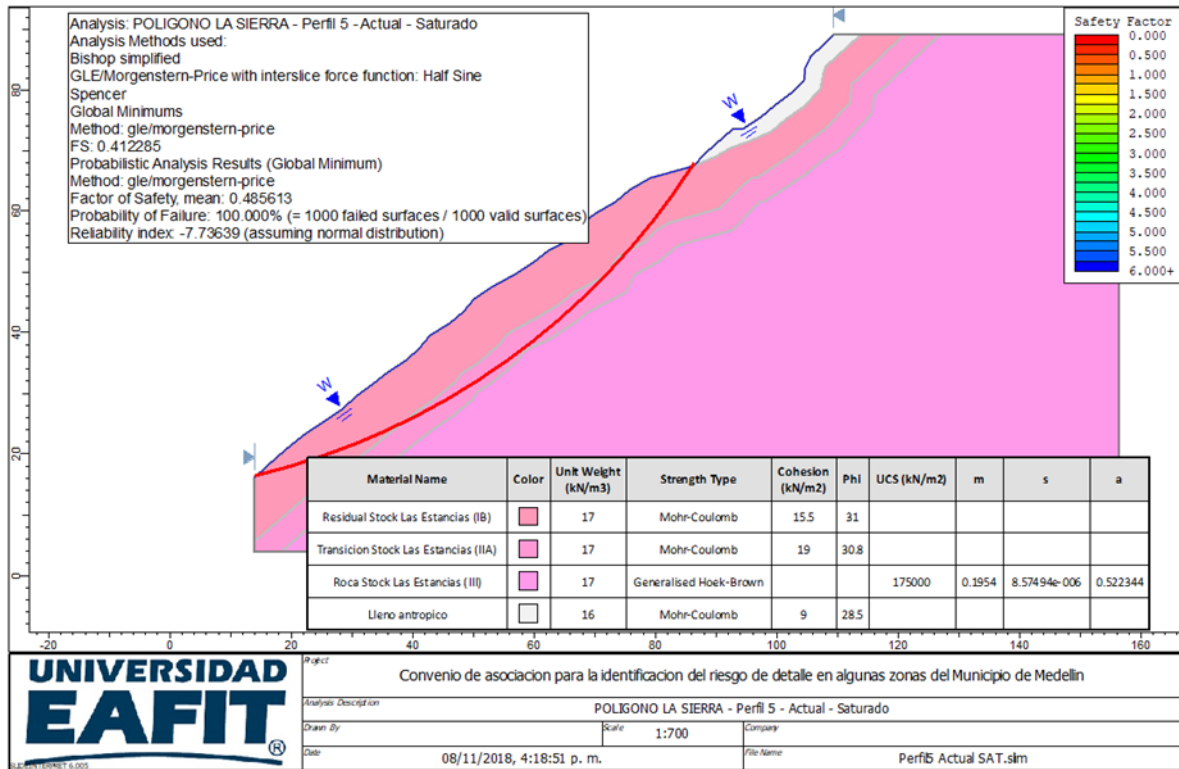 Analysis: POLIGONO LA SIERRA - Perfil 5 - Actual - Saturado
Analysis Methods used:
Bishop simplified
GLE/Morgenstern-Price with interslice force function: Half Sine
Spencer
Global Minimums
Method: gle/morgenstern-price
FS: 0.412285
Probabilistic Analysis Results (Global Minimum)
Method: gle/morgenstern-price
Factor of Safety, mean: 0.485613
Probability of Failure: 100.000% (= 1000 failed surfaces / 1000 valid surfaces)
Reliability index: -7.73639 (assuming normal distribution)
Safety Factor
0.000
0.500
1.000
1.500
2.000
2.500
3.000
3.500
4.000
4.500
5.000
5.500
6.000+
W
W
80
60
40
20
0
Material Name Color Unit Weight (kN/m3) Strength Type Cohesion (kN/m2) Phi UCS (kN/m2) m s a
Residual Stock Las Estancias (IB) 17 Mohr-Coulomb 15.5 31
Transicion Stock Las Estancias (IIA) 17 Mohr-Coulomb 19 30.8
Roca Stock Las Estancias (III) 17 Generalised Hoek-Brown 175000 0.1954 8.57494e-006 0.522344
Lleno antropico 16 Mohr-Coulomb 9 28.5
-20 0 20 40 60 80 100 120 140 160
UNIVERSIDAD
EAFIT®
SLIDEINTERPRET 6.005
Project
Convenio de asociacion para la identificacion del riesgo de detalle en algunas zonas del Municipio de Medellin
Analysis Description
POLIGONO LA SIERRA - Perfil 5 - Actual - Saturado
Drawn By
Scale 1:700
Company
Date 08/11/2018, 4:18:51 p. m.
File Name Perfil5 Actual SAT.slim